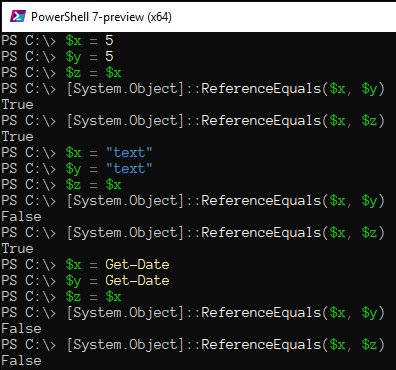 PowerShell 7-preview (x64)
PS C:\> $x = 5
PS C:\> $y = 5
PS C:\> $z = $x
PS C:\> [System.Object]::ReferenceEquals($x, $y)
True
PS C:\> [System.Object]::ReferenceEquals($x, $z)
True
PS C:\> $x = "text"
PS C:\> $y = "text"
PS C:\> $z = $x
PS C:\> [System.Object]::ReferenceEquals($x, $y)
False
PS C:\> [System.Object]::ReferenceEquals($x, $z)
True
PS C:\> $x = Get-Date
PS C:\> $y = Get-Date
PS C:\> $z = $x
PS C:\> [System.Object]::ReferenceEquals($x, $y)
False
PS C:\> [System.Object]::ReferenceEquals($x, $z)
False